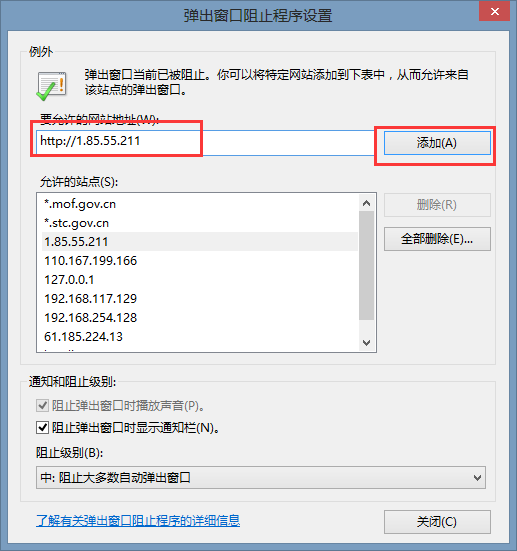 弹出窗口阻止程序设置
例外
弹出窗口当前已被阻止。你可以将特定网站添加到下表中，从而允许来自
该站点的弹出窗口。
要允许的网站地址(W):
http://1.85.55.211
添加(A)
允许的站点(S):
*.mof.gov.cn
*.stc.gov.cn
1.85.55.211
110.167.199.166
127.0.0.1
192.168.117.129
192.168.254.128
61.185.224.13
删除(R)
全部删除(E)...
通知和阻止级别:
阻止弹出窗口时播放声音(P)。
阻止弹出窗口时显示通知栏(N)。
阻止级别(B):
中: 阻止大多数自动弹出窗口
了解有关弹出窗口阻止程序的详细信息
关闭(C)